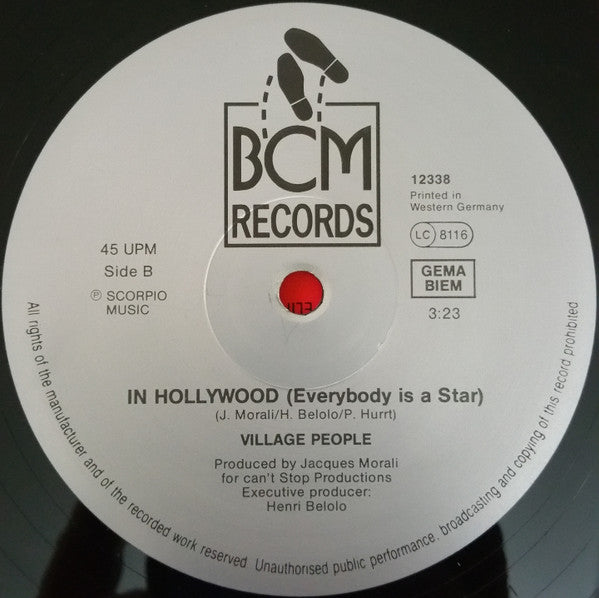 BCM
RECORDS
12338
Printed in
Western Germany
LC 8116
GEMA
BIEM
3:23
45 UPM
Side B
℗ SCORPIO
MUSIC
IN HOLLYWOOD (Everybody is a Star)
(J. Morali/H. Belolo/P. Hurrt)
VILLAGE PEOPLE
Produced by Jacques Morali
for can't Stop Productions
Executive producer:
Henri Belolo
All rights of the manufacturer and of the recorded work reserved. Unauthorised public performance, broadcasting and copying of this record prohibited